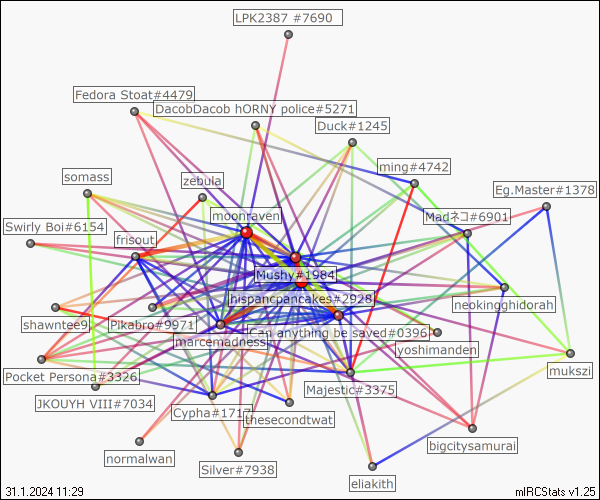 LPK2387 #7690
Fedora Stoat#4479
DacobDacob hORNY police#5271
Duck#1245
ming#4742
somass
zebula
Eg.Master#1378
moonraven
Madネコ#6901
Swirly Boi#6154
frisout
Mushy#1984
hispancpancakes#2928
neokingghidorah
shawntee9
Pikabro#9971
Can anything be saved#0396
marcemadness
yoshimanden
Pocket Persona#3326
mukszi
Majestic#3375
JKOUYH VIII#7034
Cypha#1717
thesecondtwat
bigcitysamurai
normalwan
Silver#7938
eliakith
31.1.2024 11:29
mIRCStats v1.25